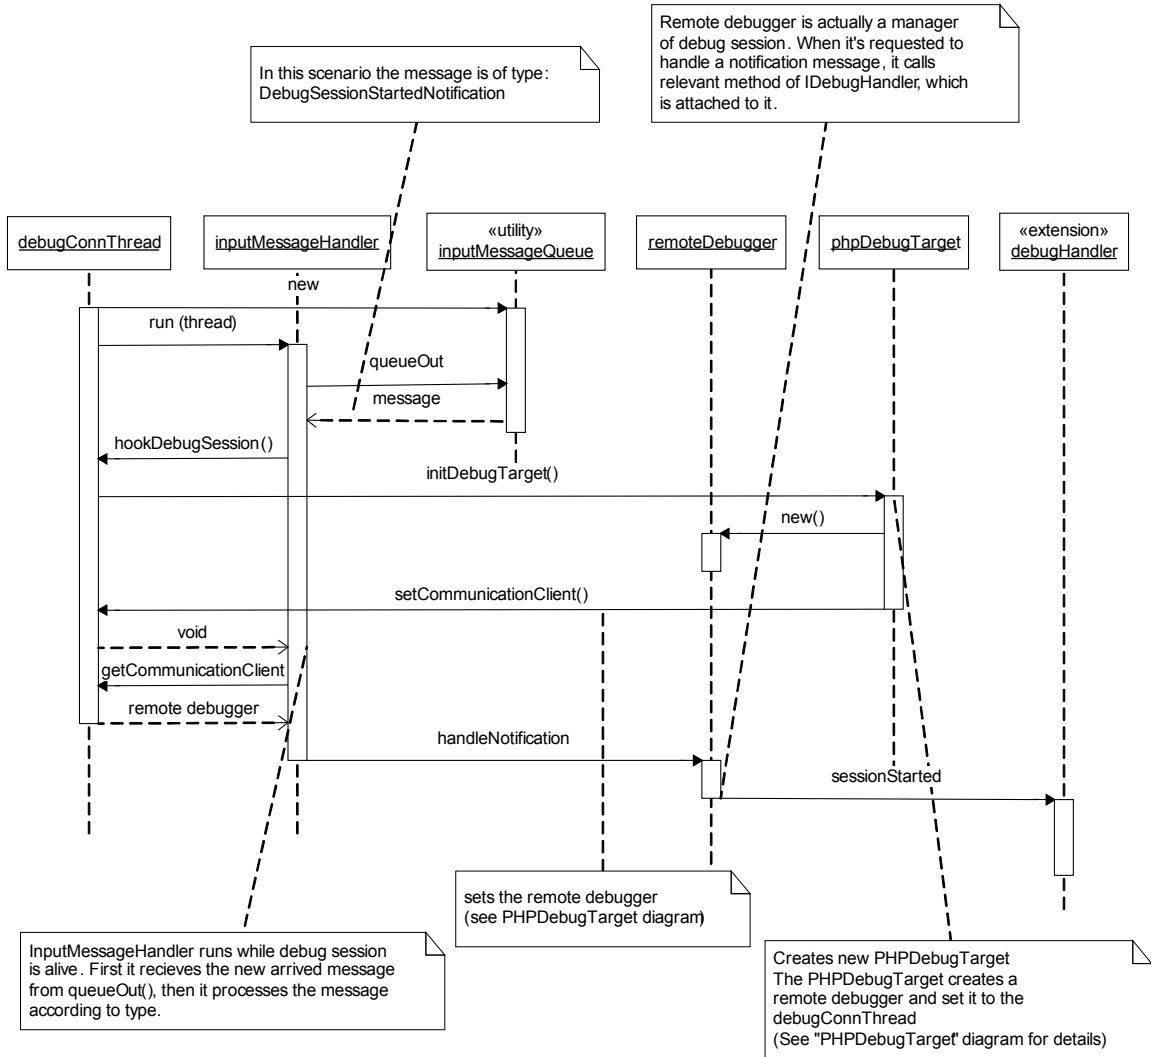 Remote debugger is actually a manager
of debug session. When it's requested to
handle a notification message, it calls
relevant method of IDebugHandler, which
is attached to it.
In this scenario the message is of type:
DebugSessionStartedNotification
debugConnThread
inputMessageHandler
«utility»
inputMessageQueue
remoteDebugger
phpDebugTarget
«extension»
debugHandler
new
run (thread)
queueOut
message
hookDebugSession()
initDebugTarget()
new()
setCommunicationClient()
void
getCommunicationClient
remote debugger
handleNotification
sessionStarted
sets the remote debugger
(see PHPDebugTarget diagram)
InputMessageHandler runs while debug session
is alive. First it recieves the new arrived message
from queueOut(), then it processes the message
according to type.
Creates new PHPDebugTarget
The PHPDebugTarget creates a
remote debugger and set it to the
debugConnThread
(See "PHPDebugTarget" diagram for details)